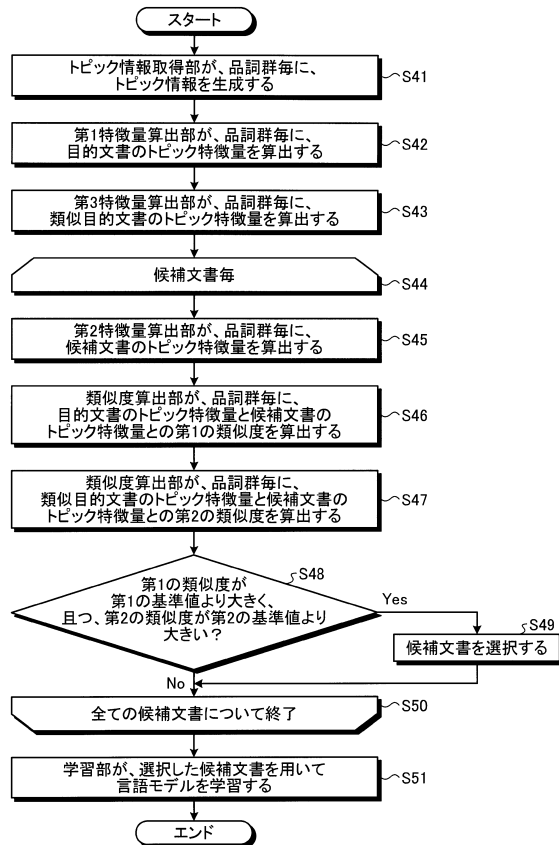 スタート
トピック情報取得部が、品詞群毎に、
トピック情報を生成する
S41
第1特徴量算出部が、品詞群毎に、
目的文書のトピック特徴量を算出する
S42
第3特徴量算出部が、品詞群毎に、
類似目的文書のトピック特徴量を算出する
S43
候補文書毎
S44
第2特徴量算出部が、品詞群毎に、
候補文書のトピック特徴量を算出する
S45
類似度算出部が、品詞群毎に、
目的文書のトピック特徴量と候補文書の
トピック特徴量との第1の類似度を算出する
S46
類似度算出部が、品詞群毎に、
類似目的文書のトピック特徴量と候補文書の
トピック特徴量との第2の類似度を算出する
S47
S48
第1の類似度が
第1の基準値より大きく、
且つ、第2の類似度が第2の基準値より
大きい？
Yes
S49
候補文書を選択する
No
全ての候補文書について終了
S50
学習部が、選択した候補文書を用いて
言語モデルを学習する
S51
エンド